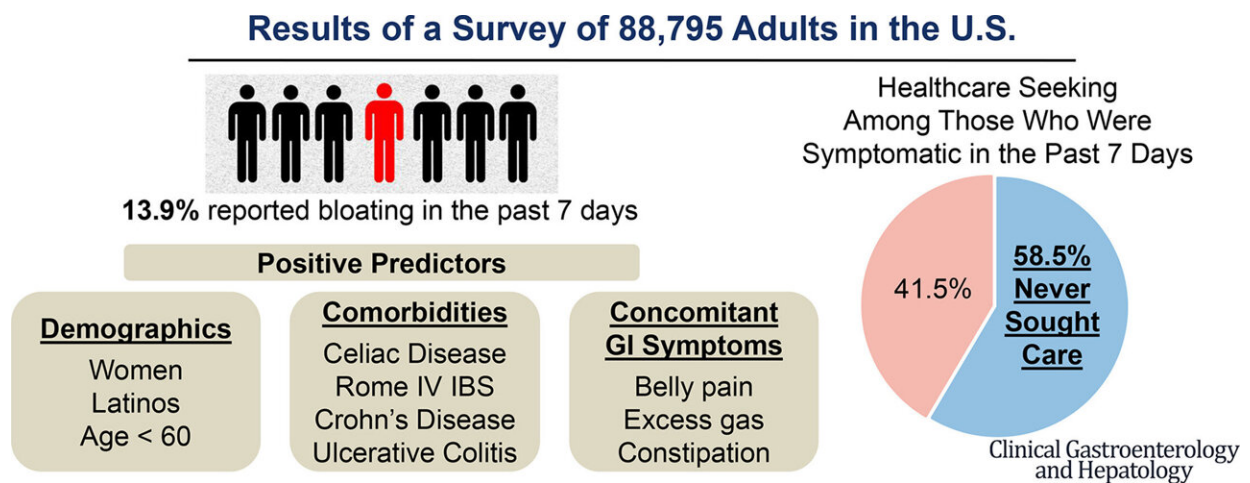 Results of a Survey of 88,795 Adults in the U.S.
13.9% reported bloating in the past 7 days
Positive Predictors
Demographics
Women
Latinos
Age < 60
Comorbidities
Celiac Disease
Rome IV IBS
Crohn's Disease
Ulcerative Colitis
Concomitant
GI Symptoms
Belly pain
Excess gas
Constipation
Healthcare Seeking
Among Those Who Were
Symptomatic in the Past 7 Days
41.5%
58.5%
Never
Sought
Care
Clinical Gastroenterology
and Hepatology